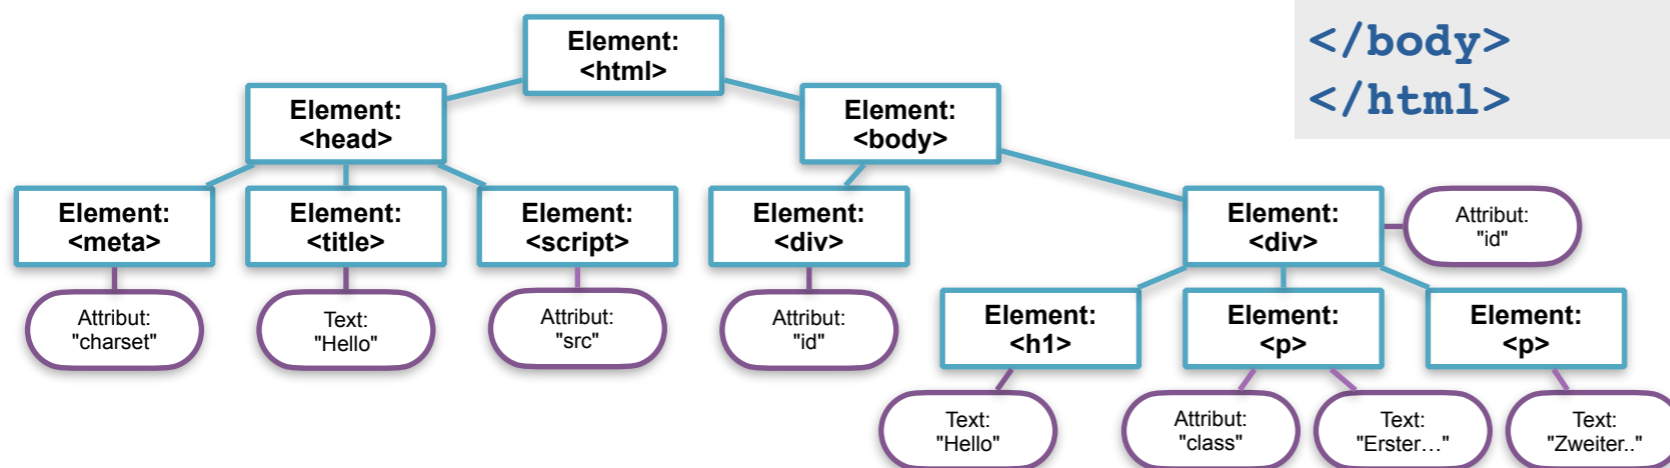 </body>
</html>
Element:
<html>
Element:
<head>
Element:
<body>
Element:
<meta>
Element:
<title>
Element:
<script>
Element:
<div>
Element:
<div>
Attribut:
"id"
Attribut:
"charset"
Text:
"Hello"
Attribut:
"src"
Attribut:
"id"
Element:
<h1>
Element:
<p>
Element:
<p>
Text:
"Hello"
Attribut:
"class"
Text:
"Erster…"
Text:
"Zweiter.."